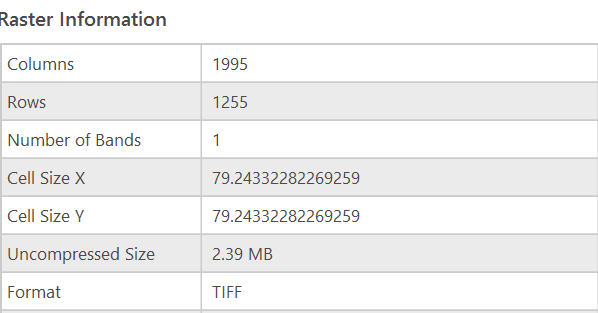 Raster Information
Columns 1995
Rows 1255
Number of Bands 1
Cell Size X 79.24332282269259
Cell Size Y 79.24332282269259
Uncompressed Size 2.39 MB
Format TIFF